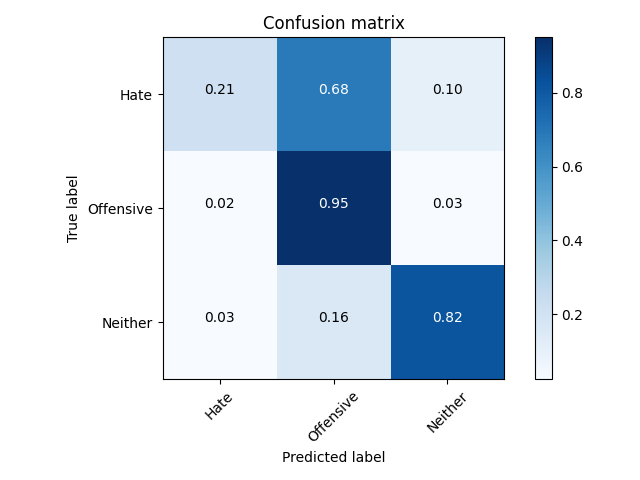 Confusion matrix
True label
Hate 0.21 0.68 0.10
Offensive 0.02 0.95 0.03
Neither 0.03 0.16 0.82
Hate Offensive Neither
Predicted label
0.8
0.6
0.4
0.2